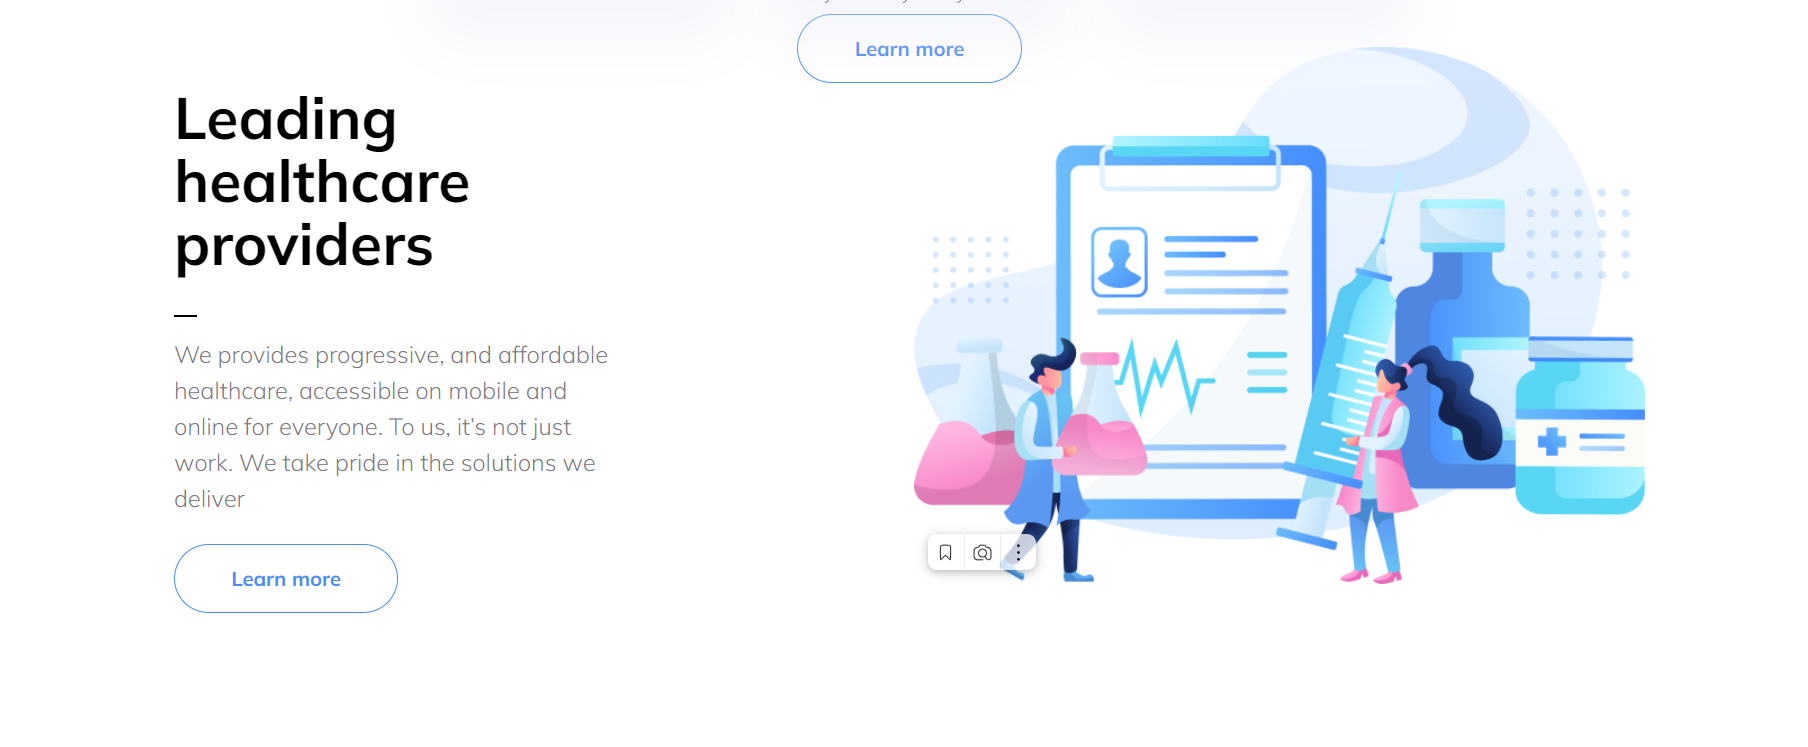 Learn more
Leading
healthcare
providers
We provides progressive, and affordable
healthcare, accessible on mobile and
online for everyone. To us, it’s not just
work. We take pride in the solutions we
deliver
Learn more